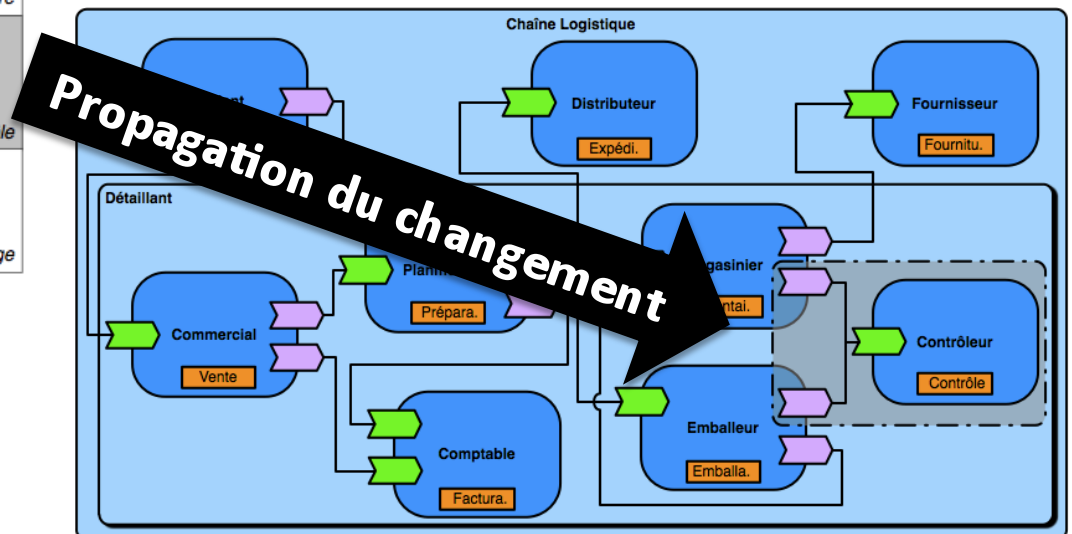 Chaîne Logistique
Distributeur
Expédi.
Fournisseur
Fournitu.
Propagation du changement
Détaillant
Prépara.
Commercial
Vente
Contrôleur
Contrôle
Emballeur
Emballa.
Comptable
Factura.